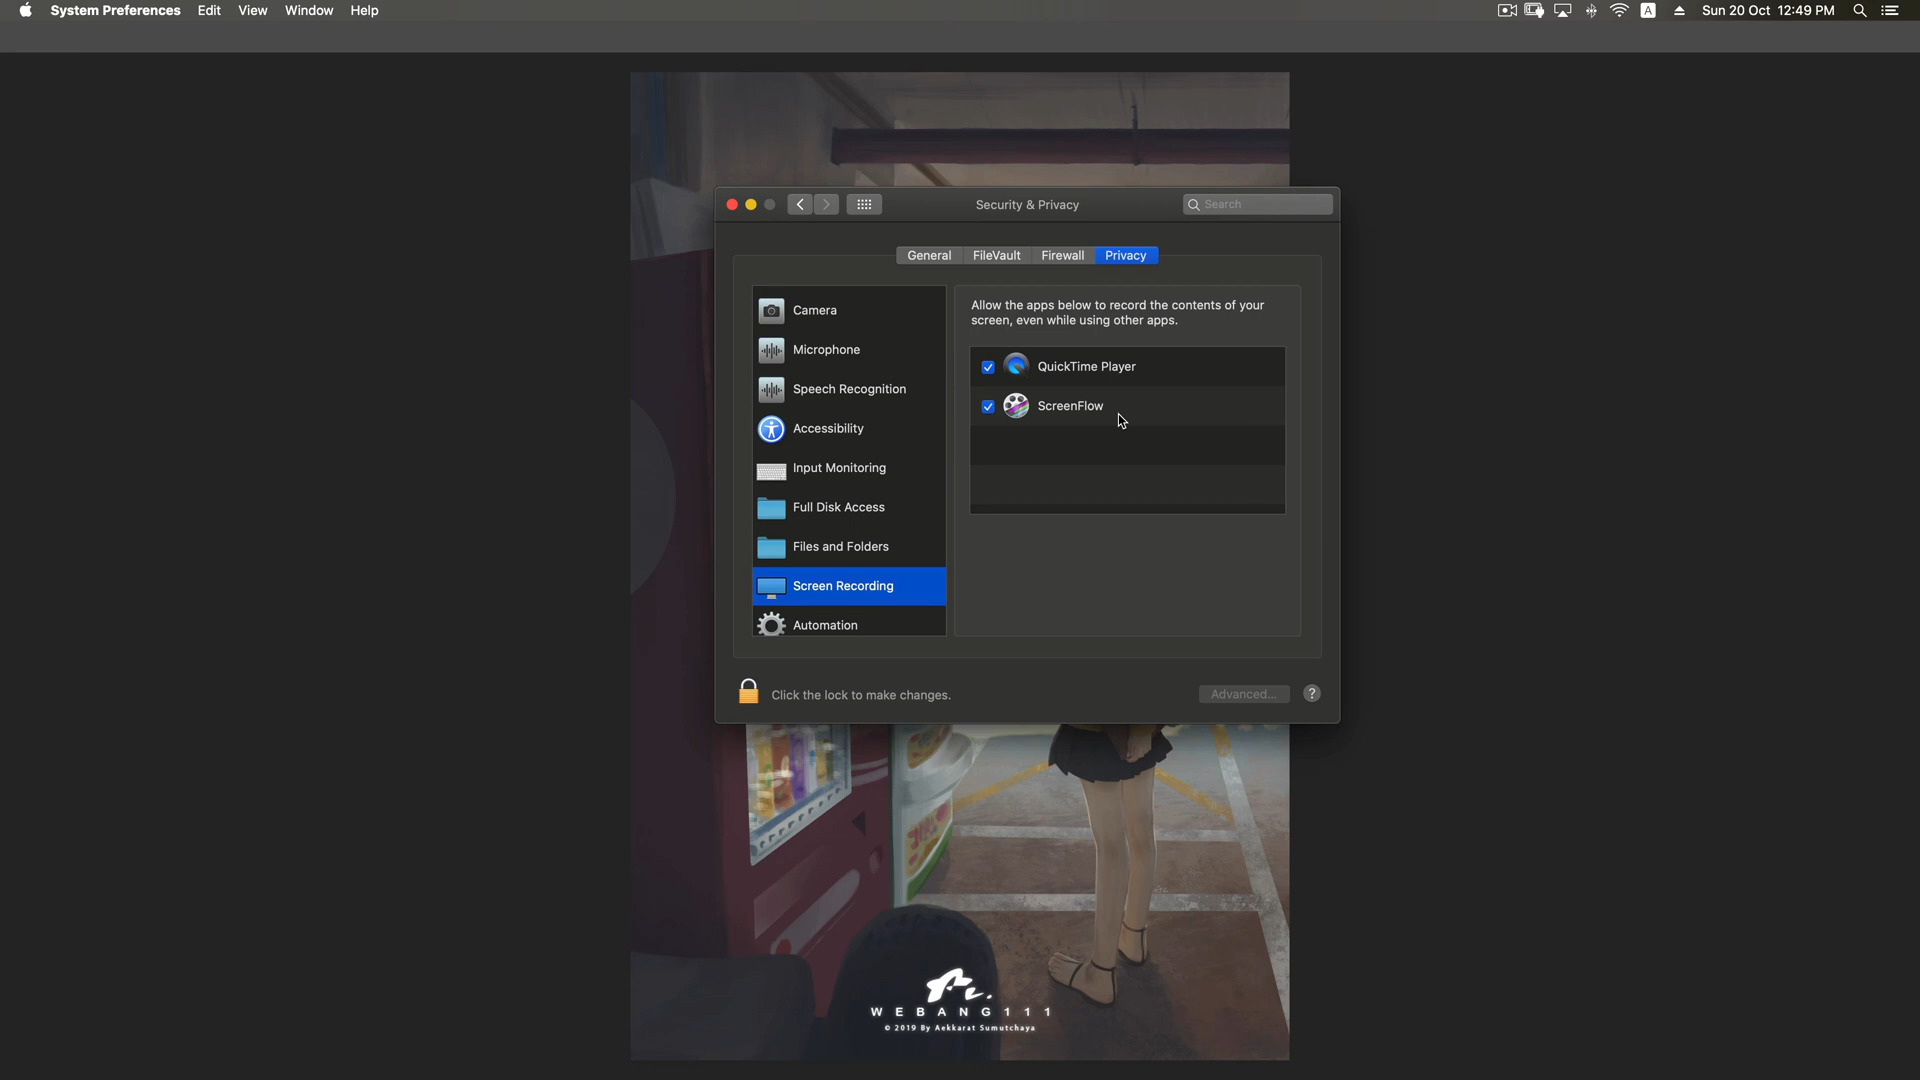 System Preferences Edit View Window Help
A Sun 20 Oct 12:49 PM
Security & Privacy
Search
General FileVault Firewall Privacy
Camera
Microphone
Speech Recognition
Accessibility
Input Monitoring
Full Disk Access
Files and Folders
Screen Recording
Automation
Allow the apps below to record the contents of your
screen, even while using other apps.
QuickTime Player
ScreenFlow
Click the lock to make changes.
Advanced... ?
WEBANG111
© 2019 By Aekkarat Sumutchaya